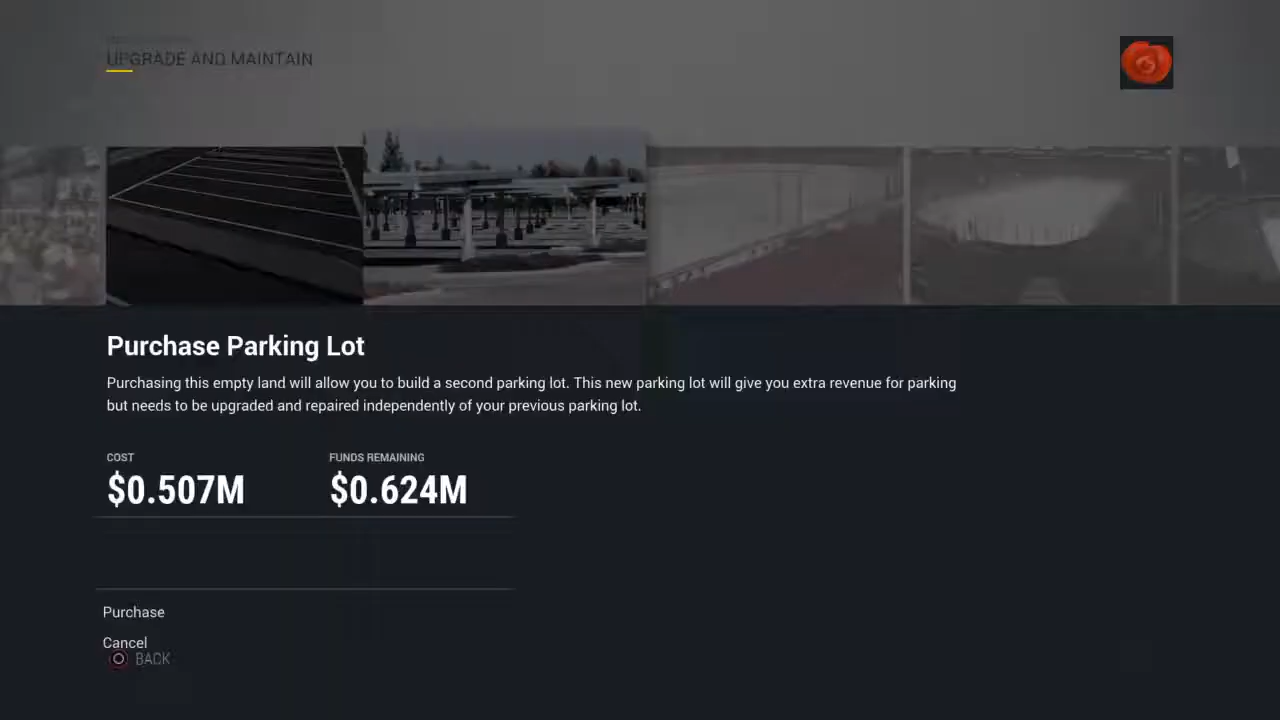 UPGRADE AND MAINTAIN
Purchase Parking Lot
Purchasing this empty land will allow you to build a second parking lot. This new parking lot will give you extra revenue for parking
but needs to be upgraded and repaired independently of your previous parking lot.
COST FUNDS REMAINING
$0.507M $0.624M
Purchase
Cancel
BACK